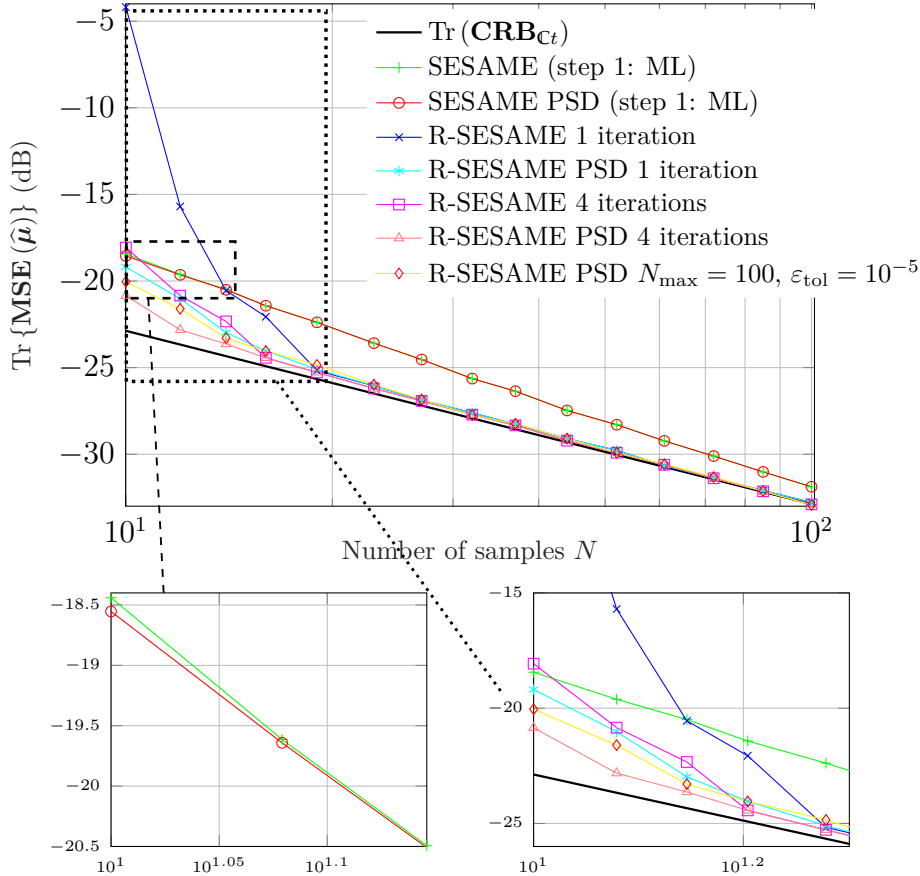 −5
−10
−15
−20
−25
−30
Tr {MSE (μ̂)} (dB)
Tr (CRB_ℂt)
SESAME (step 1: ML)
SESAME PSD (step 1: ML)
R-SESAME 1 iteration
R-SESAME PSD 1 iteration
R-SESAME 4 iterations
R-SESAME PSD 4 iterations
R-SESAME PSD N_max = 100, ε_tol = 10^−5
10^1
10^2
Number of samples N
−18.5
−19
−19.5
−20
−20.5
10^1
10^1.05
10^1.1
−15
−20
−25
10^1
10^1.2